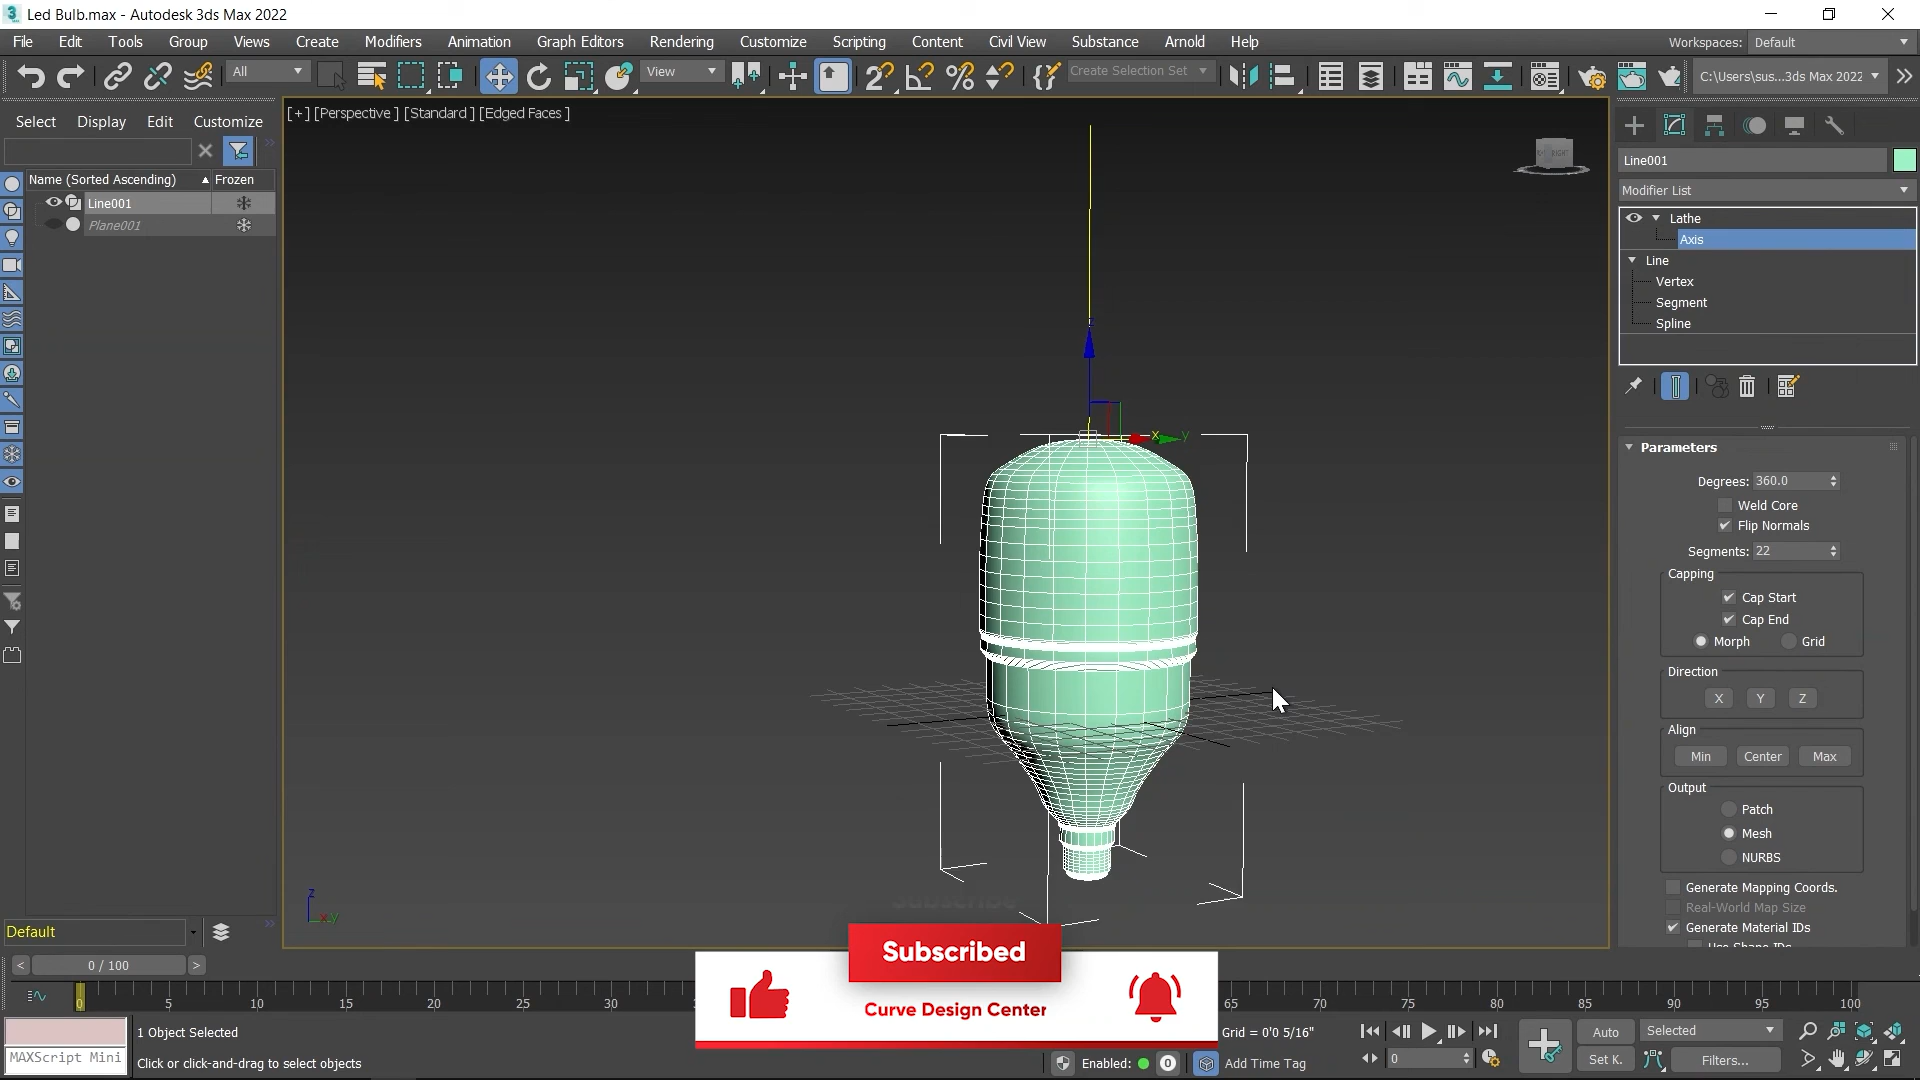 Led Bulb.max - Autodesk 3ds Max 2022
File Edit Tools Group Views Create Modifiers Animation Graph Editors Rendering Customize Scripting Content Civil View Substance Arnold Help
Workspaces: Default
All
View
Create Selection Set
C:\Users\sus...3ds Max 2022
Select Display Edit Customize
[+] [Perspective ] [Standard ] [Edged Faces ]
Name (Sorted Ascending) Frozen
Line001
Plane001
z
x y
RIGHT
Line001
Modifier List
Lathe
Axis
Line
Vertex
Segment
Spline
Parameters
Degrees: 360.0
Weld Core
Flip Normals
Segments: 22
Capping
Cap Start
Cap End
Morph Grid
Direction
X Y Z
Align
Min Center Max
Output
Patch
Mesh
NURBS
Generate Mapping Coords.
Real-World Map Size
Generate Material IDs
Use Shape IDs
z
x y
Subscribe
Subscribed
Curve Design Center
Default
< 0 / 100 >
0 5 10 15 20 25 30 65 70 75 80 85 90 95 100
1 Object Selected
Grid = 0'0 5/16"
Auto Selected
MAXScript Mini
Click or click-and-drag to select objects
Enabled: 0 Add Time Tag
0
Set K. Filters...